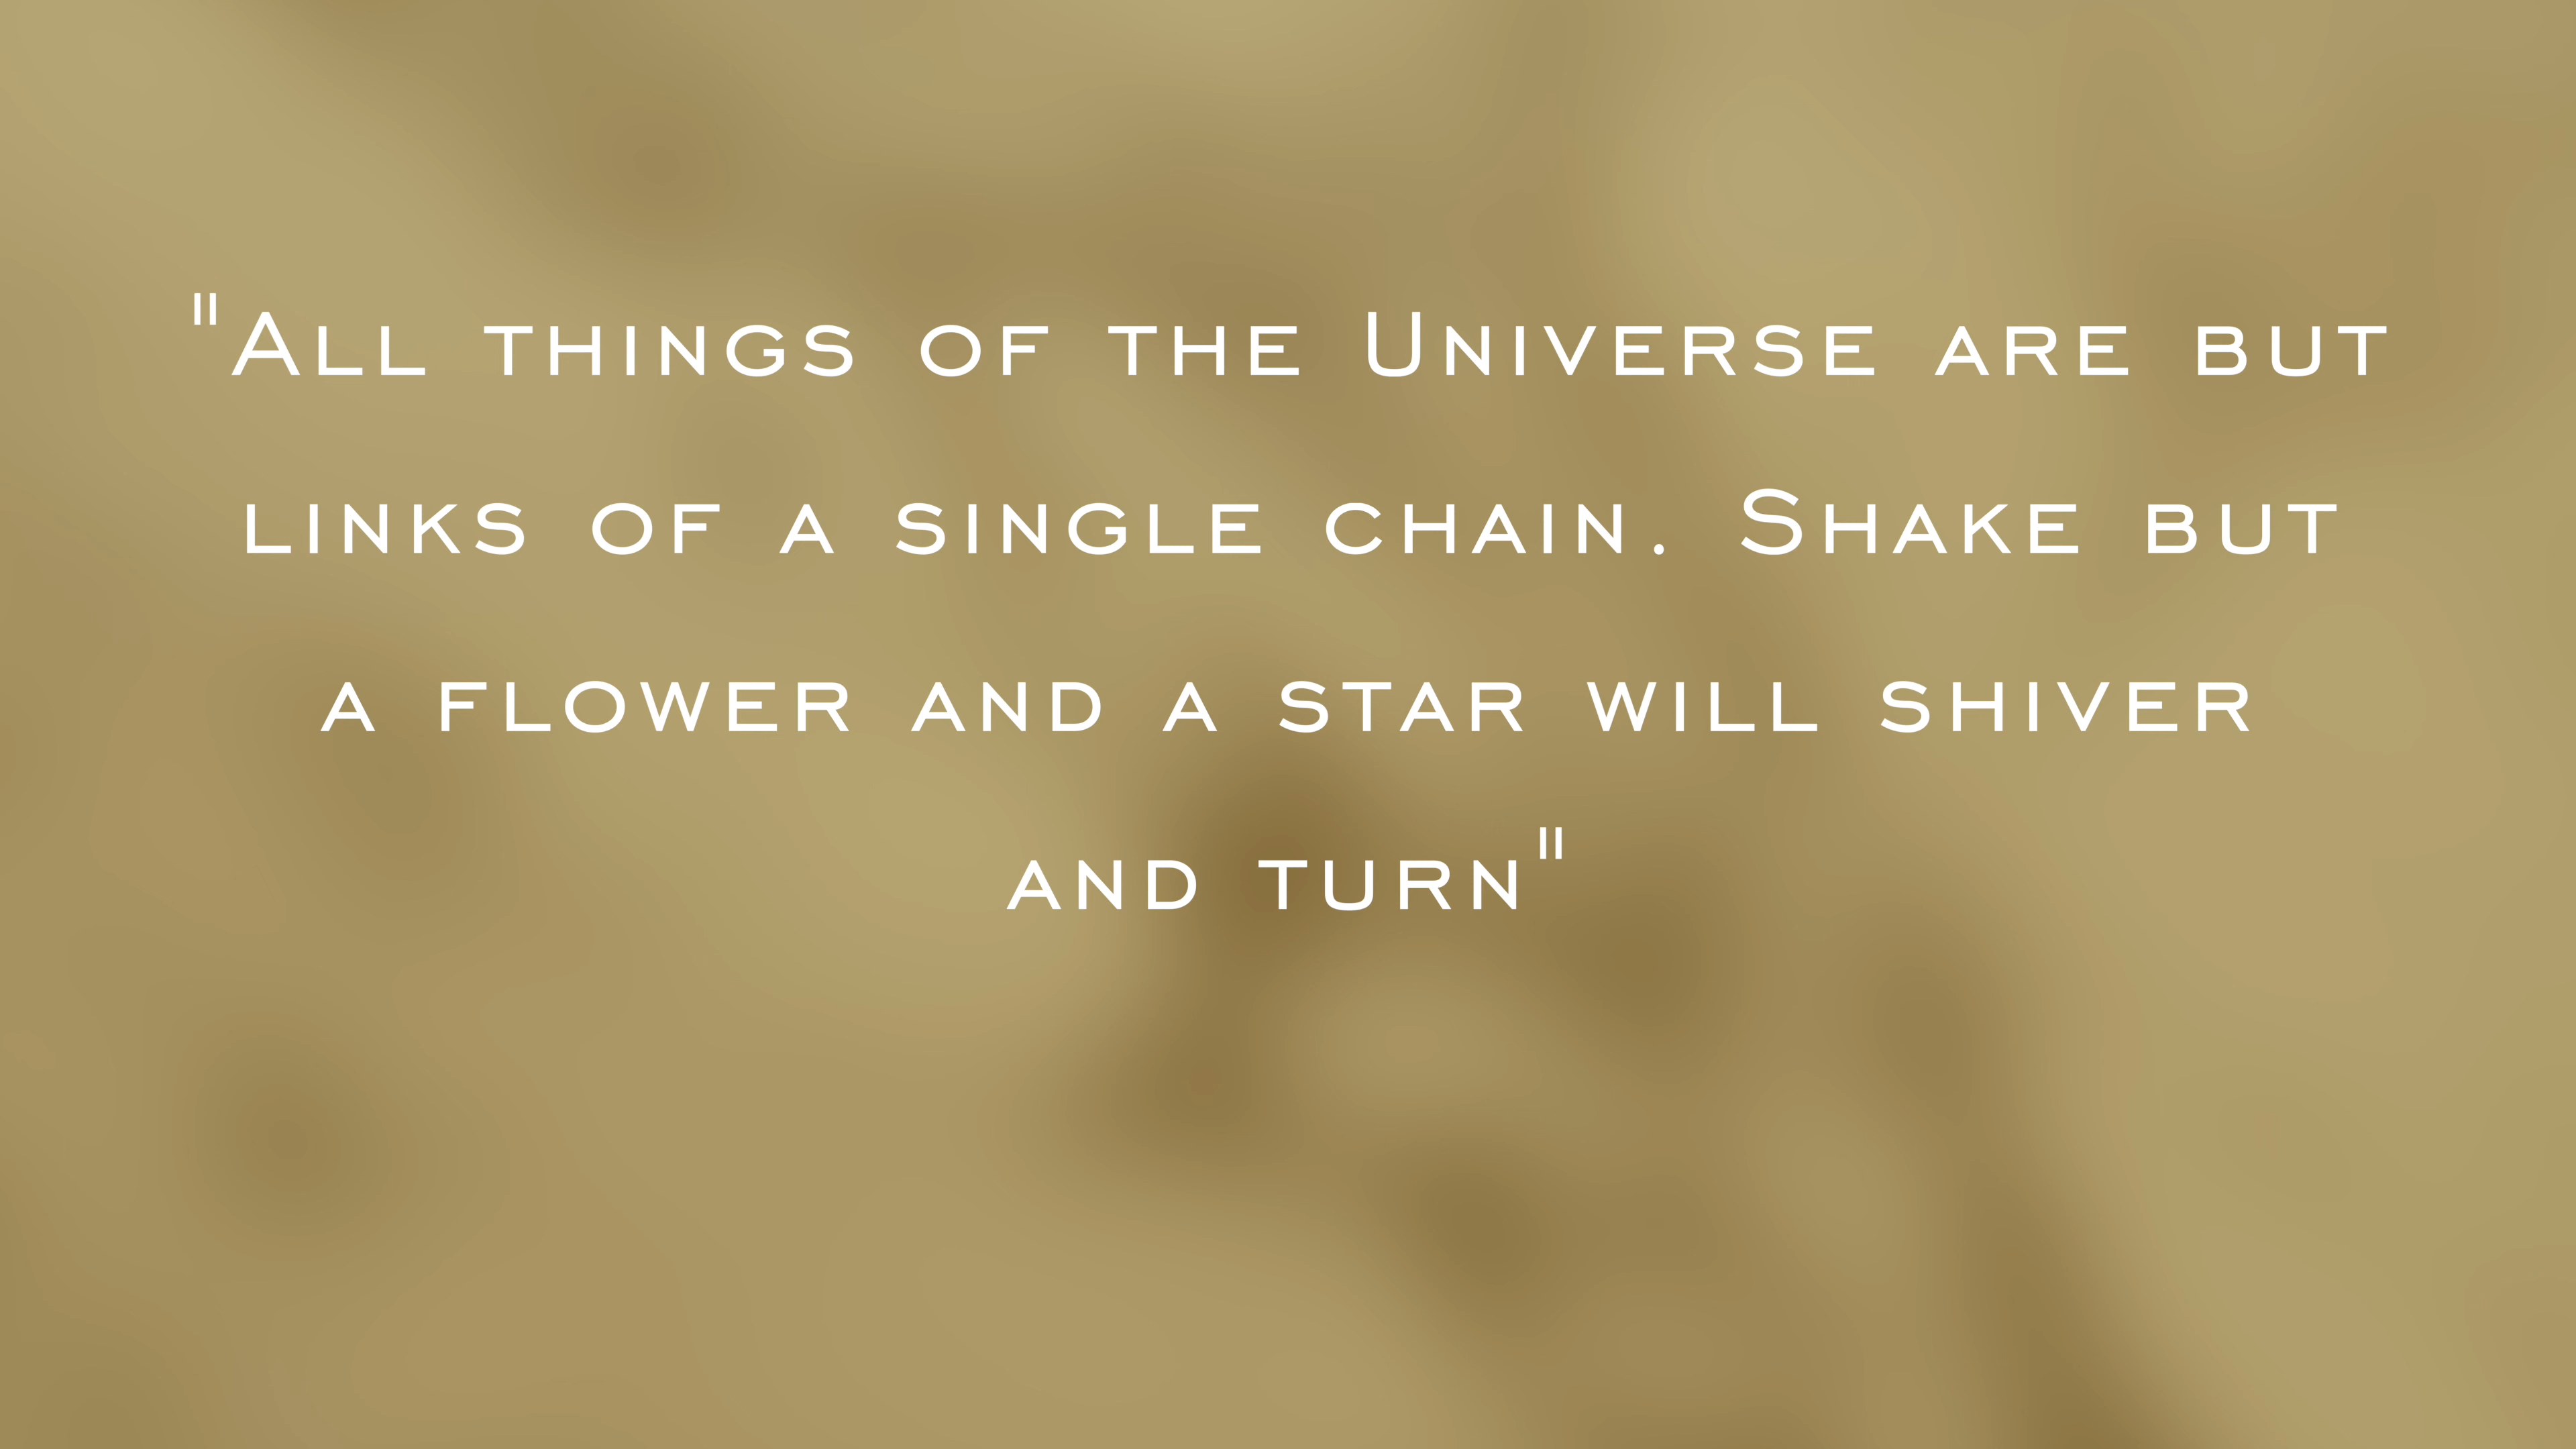 "All things of the Universe are but
links of a single chain. Shake but
a flower and a star will shiver
and turn"